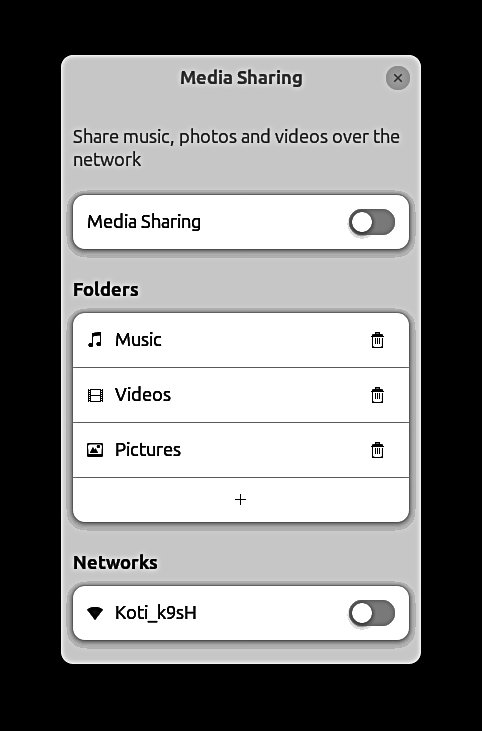 Media Sharing
Share music, photos and videos over the
network
Media Sharing
Folders
Music
Videos
Pictures
+
Networks
Koti_k9sH